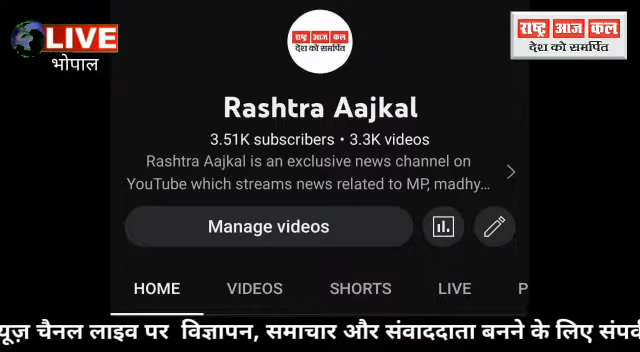 LIVE
भोपाल
राष्ट्र आज कल
देश को समर्पित
राष्ट्र आज कल
देश को समर्पित
Rashtra Aajkal
3.51K subscribers • 3.3K videos
Rashtra Aajkal is an exclusive news channel on
YouTube which streams news related to MP, madhy...
Manage videos
HOME VIDEOS SHORTS LIVE P
यूज़ चैनल लाइव पर विज्ञापन, समाचार और संवाददाता बनने के लिए संपर्क